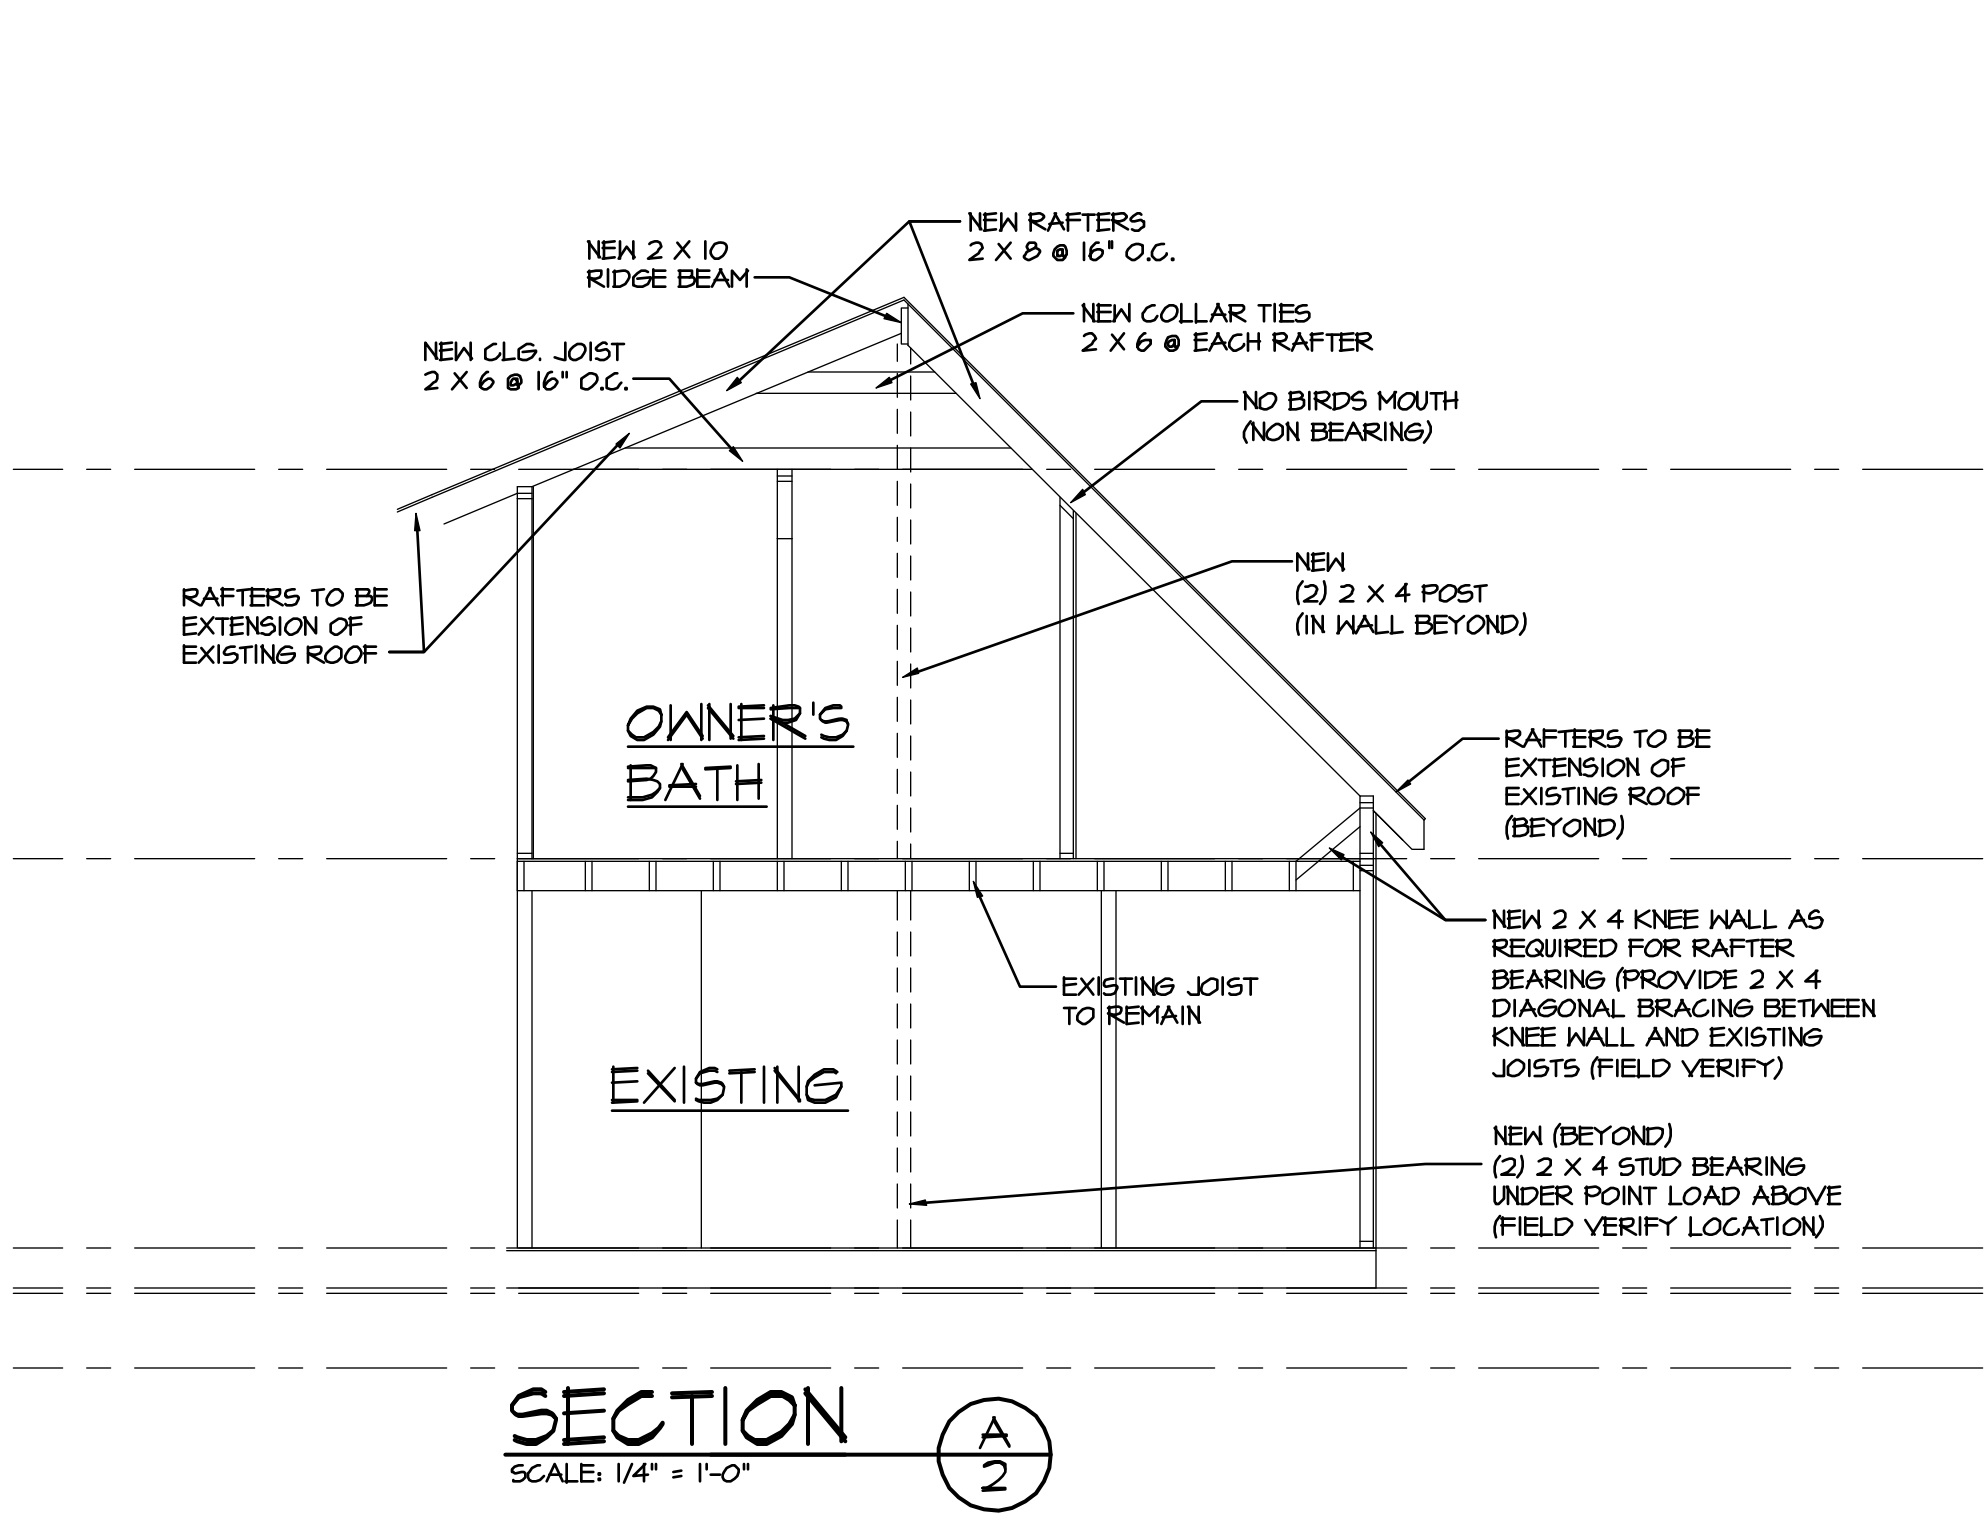 NEW RAFTERS
2 X 8 @ 16" O.C.
NEW 2 X 10
RIDGE BEAM
NEW COLLAR TIES
2 X 6 @ EACH RAFTER
NEW CLG. JOIST
2 X 6 @ 16" O.C.
NO BIRDS MOUTH
(NON BEARING)
NEW
(2) 2 X 4 POST
(IN WALL BEYOND)
RAFTERS TO BE
EXTENSION OF
EXISTING ROOF
OWNER'S
BATH
RAFTERS TO BE
EXTENSION OF
EXISTING ROOF
(BEYOND)
NEW 2 X 4 KNEE WALL AS
REQUIRED FOR RAFTER
BEARING (PROVIDE 2 X 4
DIAGONAL BRACING BETWEEN
KNEE WALL AND EXISTING
JOISTS (FIELD VERIFY)
EXISTING JOIST
TO REMAIN
EXISTING
NEW (BEYOND)
(2) 2 X 4 STUD BEARING
UNDER POINT LOAD ABOVE
(FIELD VERIFY LOCATION)
SECTION
SCALE: 1/4" = 1'-0"
A
2